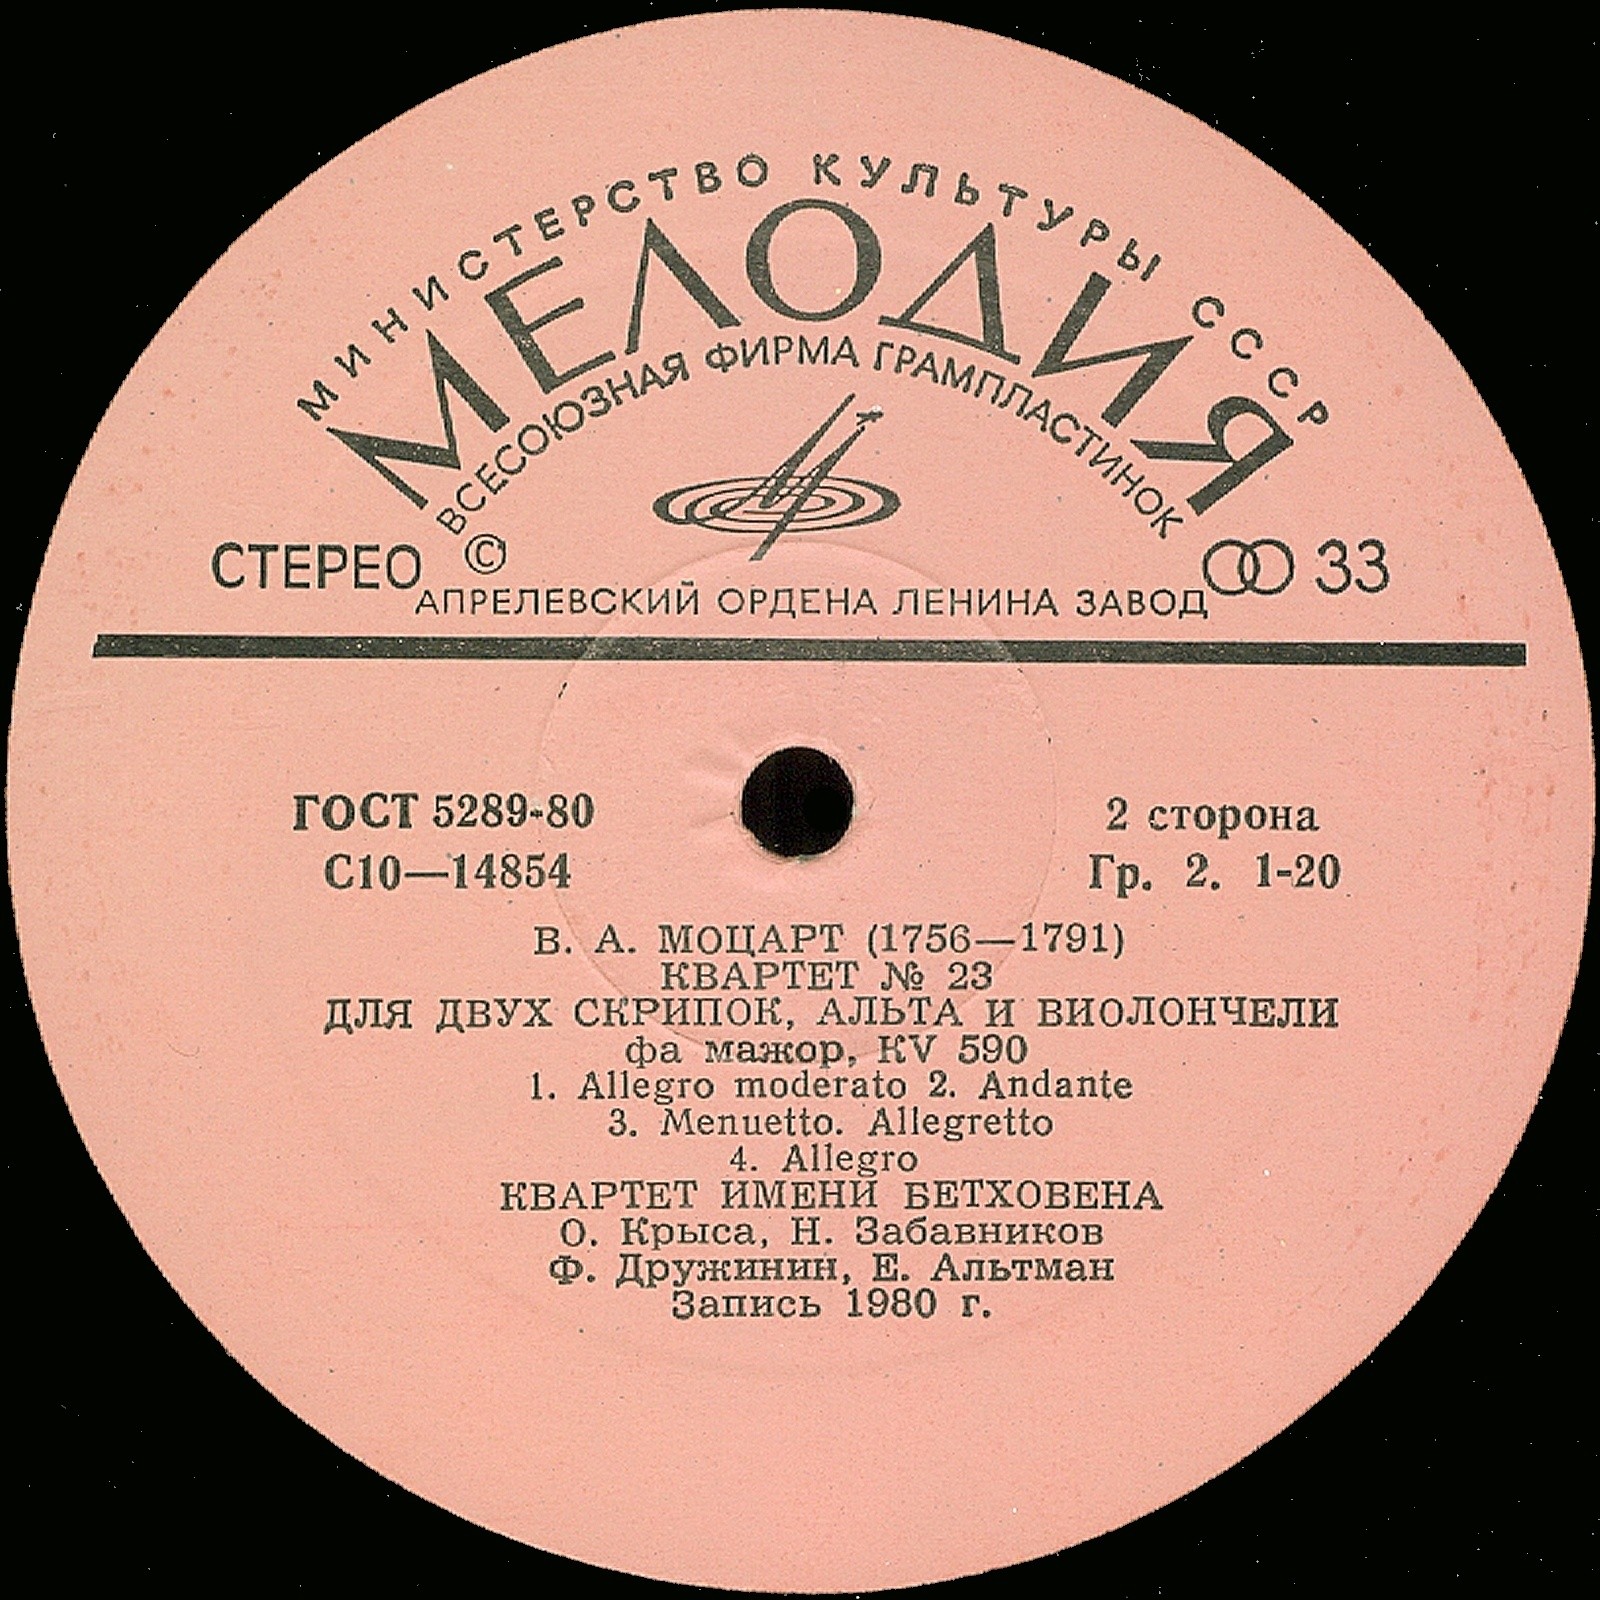 МИНИСТЕРСТВО КУЛЬТУРЫ СССР
МЕЛОДИЯ
ВСЕСОЮЗНАЯ ФИРМА ГРАМПЛАСТИНОК
СТЕРЕО © 33
АПРЕЛЕВСКИЙ ОРДЕНА ЛЕНИНА ЗАВОД
ГОСТ 5289-80
С10—14854
2 сторона
Гр. 2. 1-20
В. А. МОЦАРТ (1756—1791)
КВАРТЕТ № 23
ДЛЯ ДВУХ СКРИПОК, АЛЬТА И ВИОЛОНЧЕЛИ
фа мажор, KV 590
1. Allegro moderato 2. Andante
3. Menuetto. Allegretto
4. Allegro
КВАРТЕТ ИМЕНИ БЕТХОВЕНА
О. Крыса, Н. Забавников
Ф. Дружинин, Е. Альтман
Запись 1980 г.